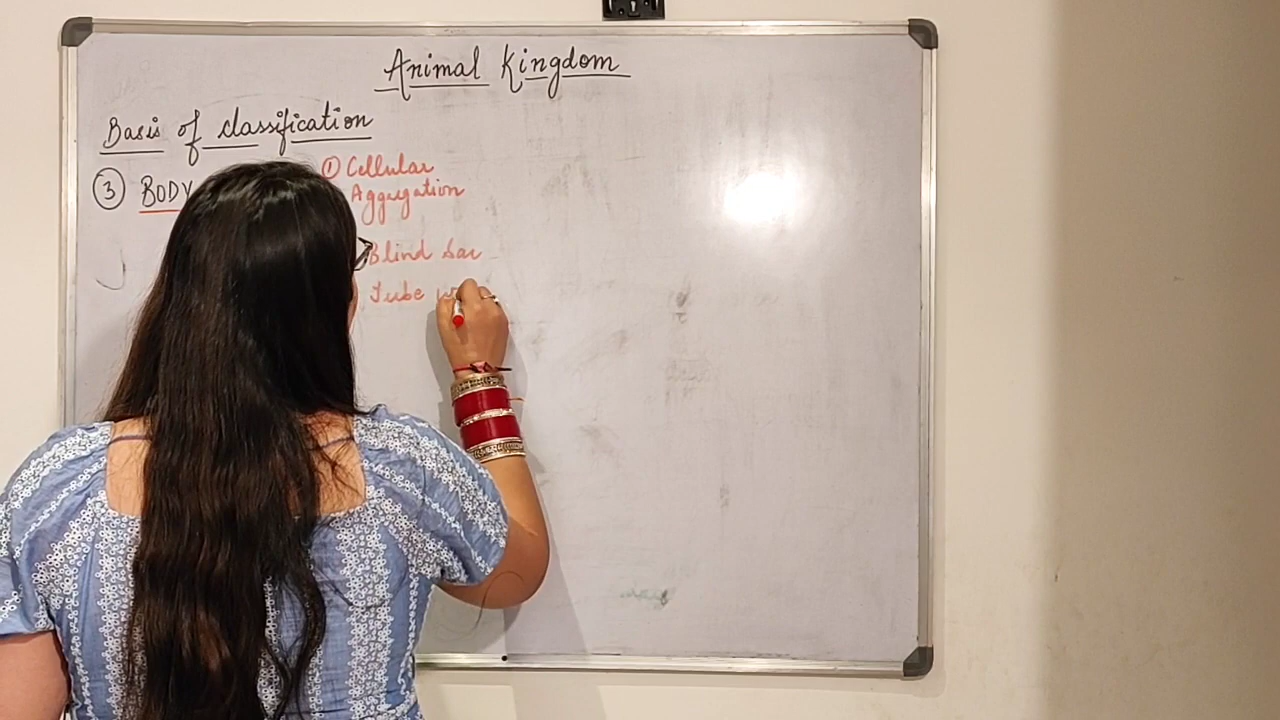 Animal Kingdom
Basis of classification
③ BODY
① Cellular
Aggregation
Blind Sac
Tube